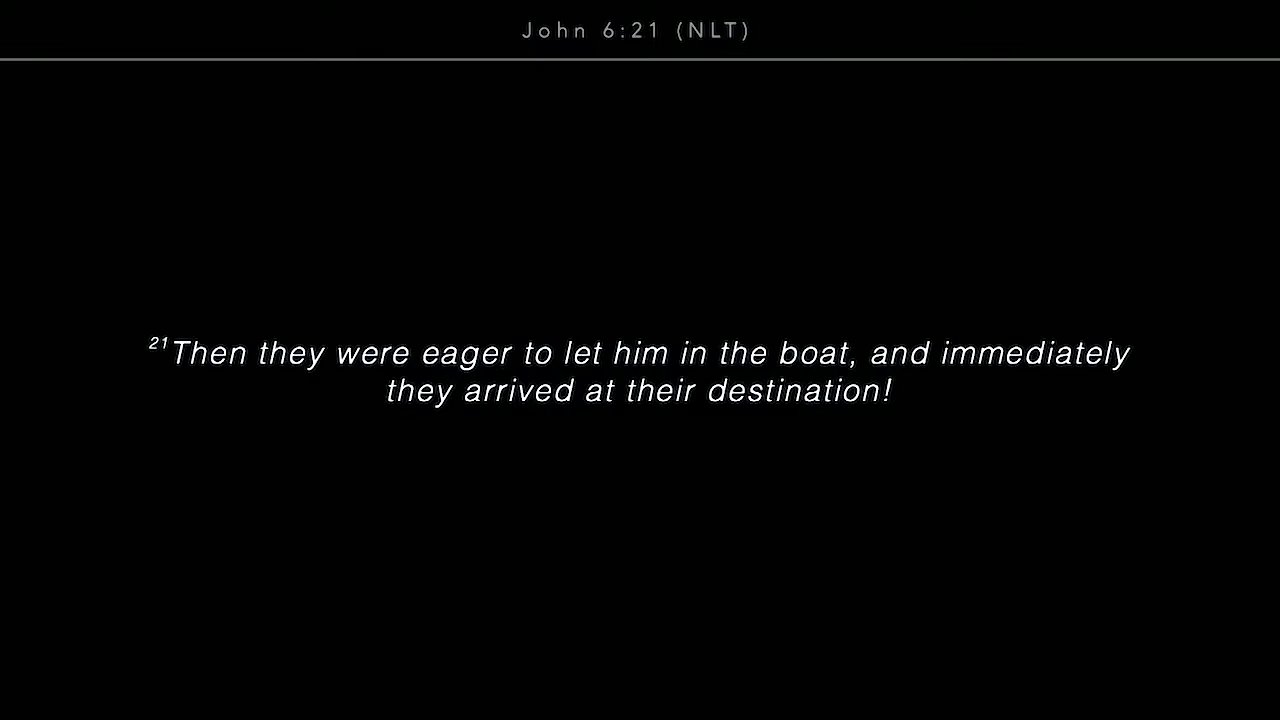 John 6:21 (NLT)
²¹Then they were eager to let him in the boat, and immediately
they arrived at their destination!